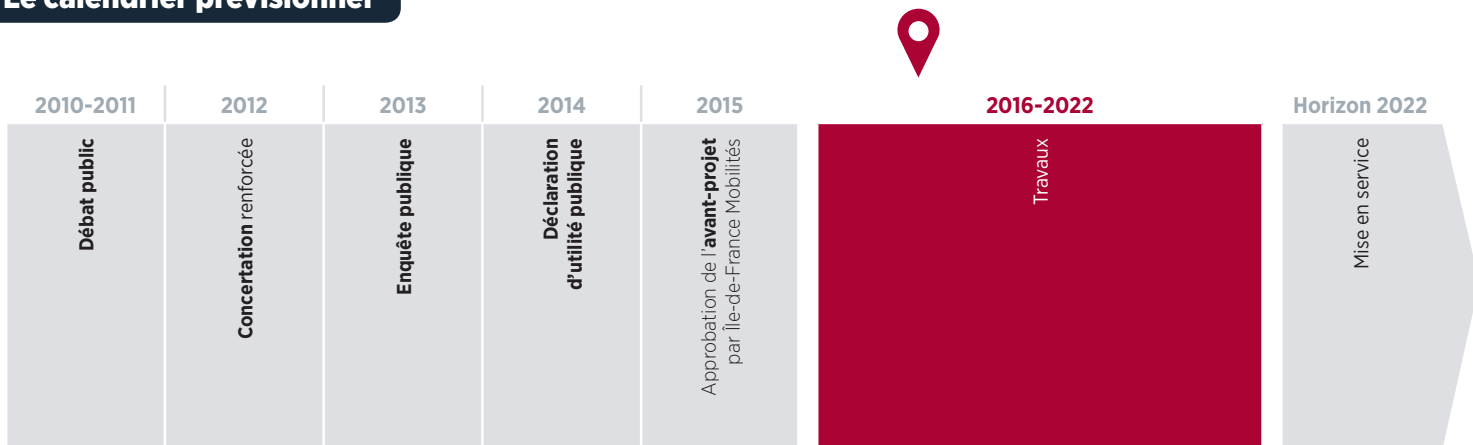 Le calendrier prévisionnel
2010-2011
2012
2013
2014
2015
2016-2022
Horizon 2022
Débat public
Concertation renforcée
Enquête publique
Déclaration
d'utilité publique
Approbation de l'avant-projet
par Île-de-France Mobilités
Travaux
Mise en service